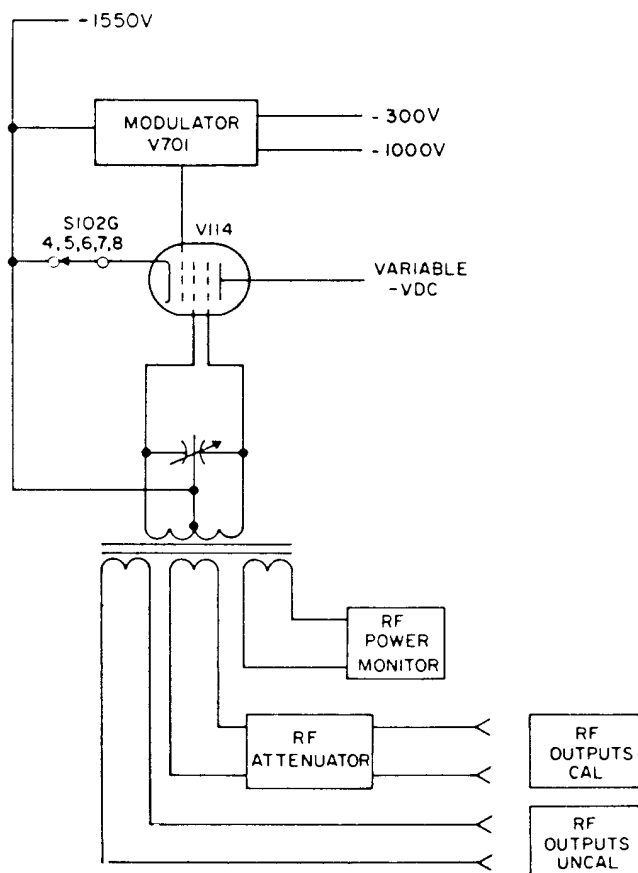 -1550V
MODULATOR
V701
-300V
-1000V
S102G
4,5,6,7,8
V114
VARIABLE
-VDC
RF
POWER
MONITOR
RF
ATTENUATOR
RF
OUTPUTS
CAL
RF
OUTPUTS
UNCAL